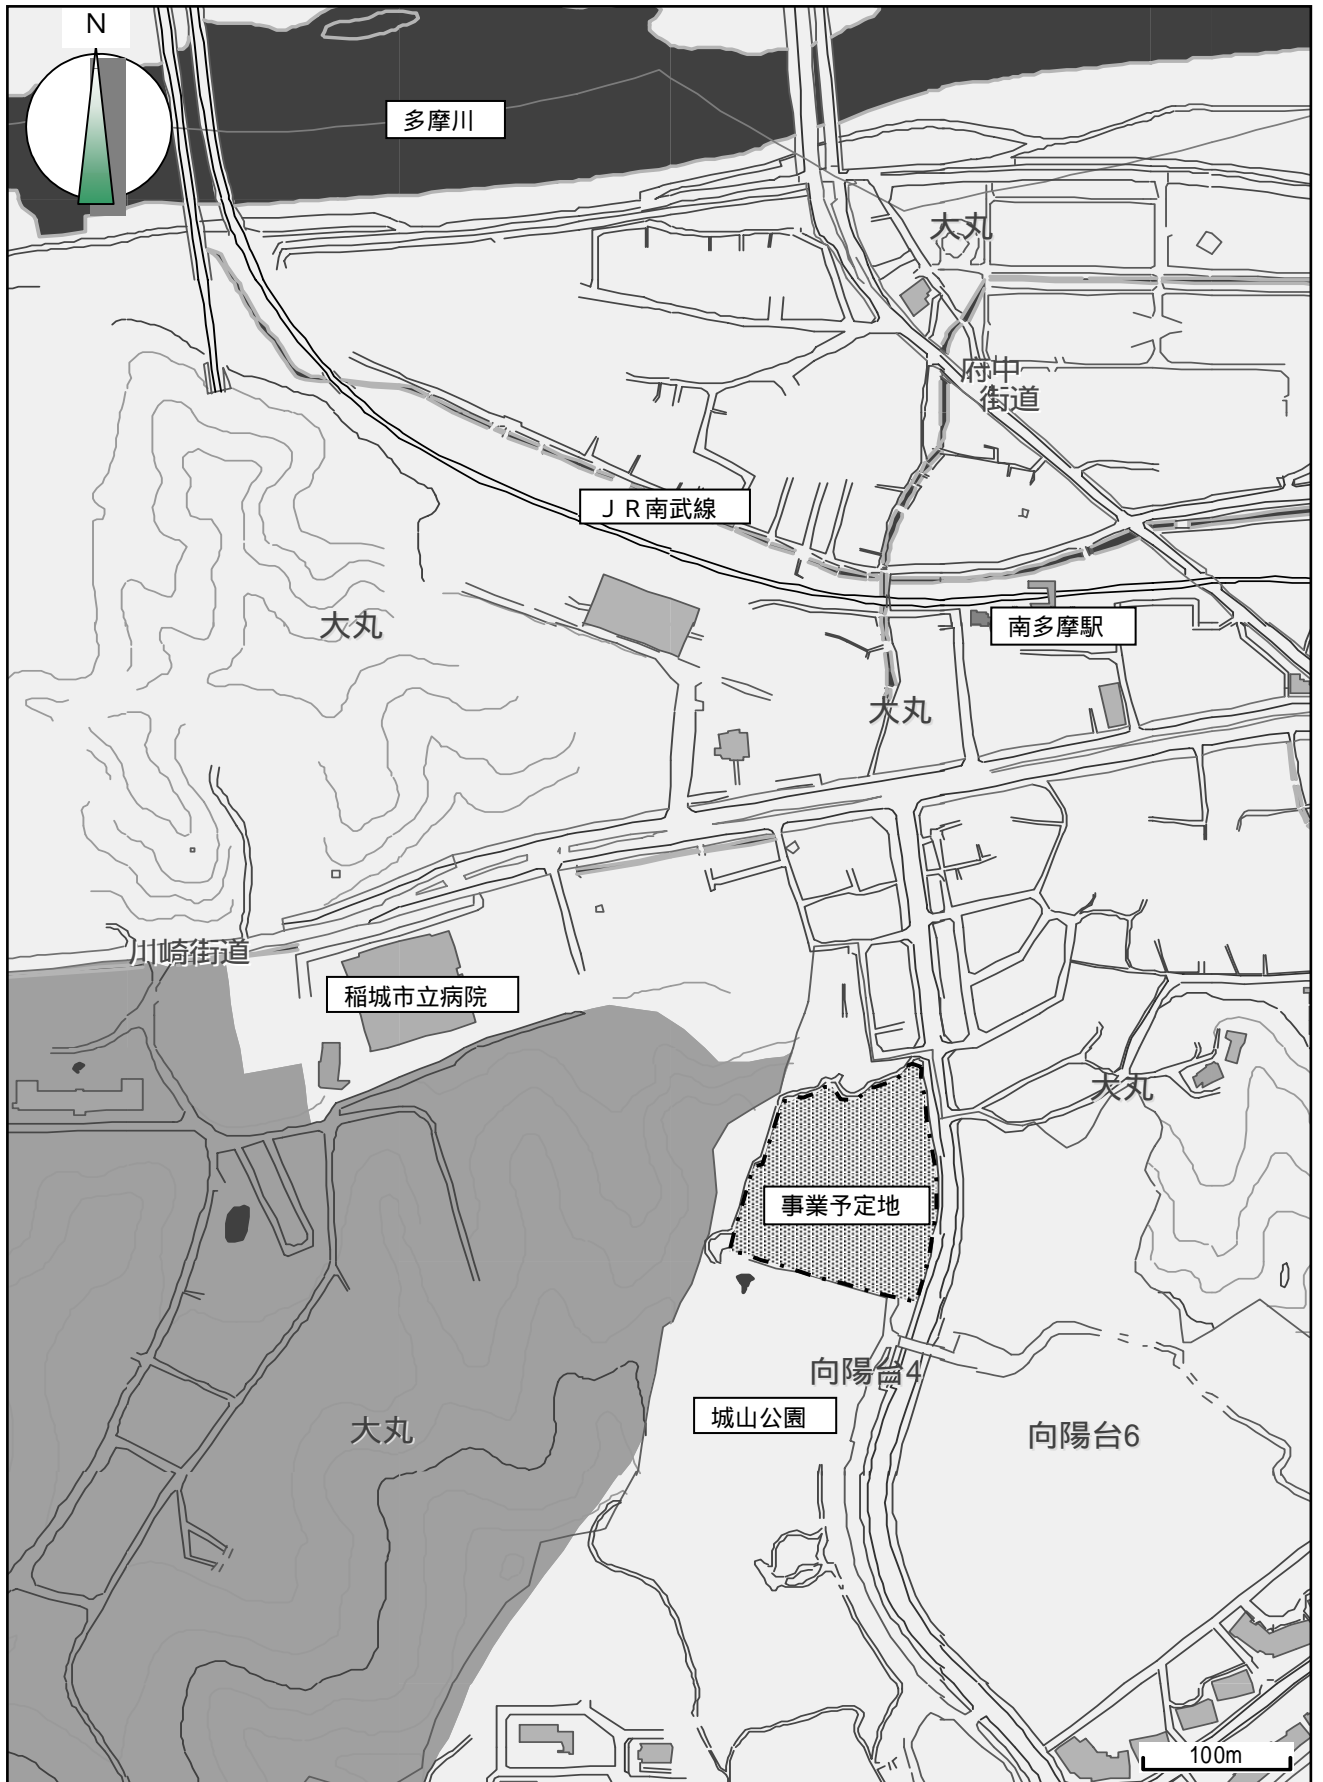 N
多摩川
大丸
府中
街道
ＪＲ南武線
大丸
南多摩駅
大丸
川崎街道
稲城市立病院
大丸
事業予定地
向陽台4
城山公園
大丸
向陽台6
100m